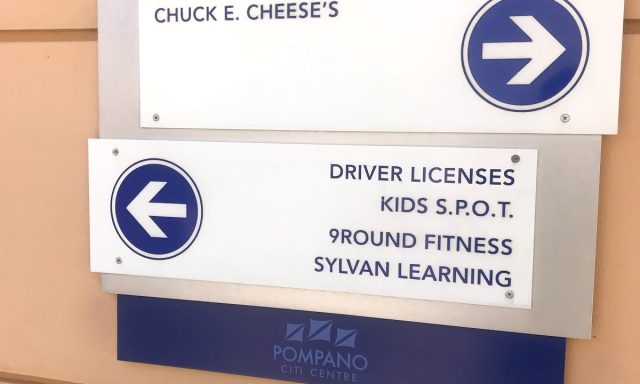 CHUCK E. CHEESE'S
DRIVER LICENSES
KIDS S.P.O.T.
9ROUND FITNESS
SYLVAN LEARNING
POMPANO
CITI CENTRE